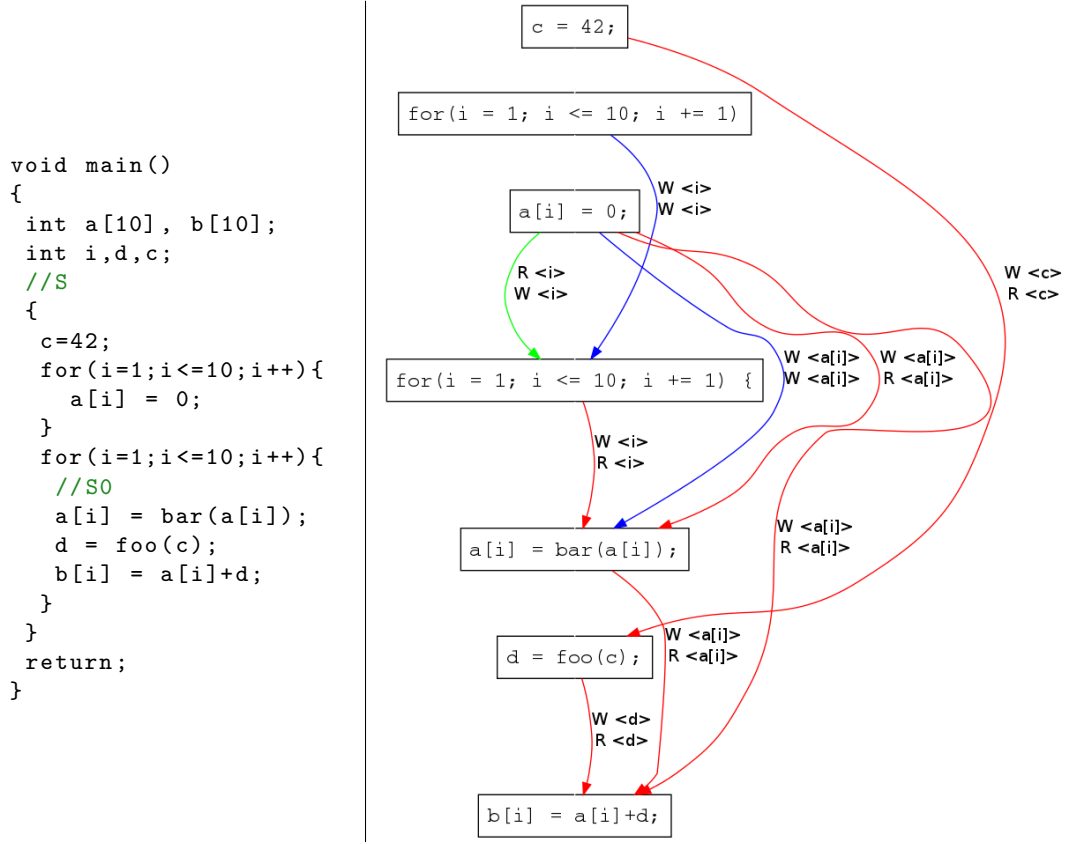 void main()
{
int a[10], b[10];
int i,d,c;
//S
{
c=42;
for(i=1;i<=10;i++){
a[i] = 0;
}
for(i=1;i<=10;i++){
//S0
a[i] = bar(a[i]);
d = foo(c);
b[i] = a[i]+d;
}
}
return;
}
c = 42;
for(i = 1; i <= 10; i += 1)
W <i>
W <i>
a[i] = 0;
R <i>
W <i>
W <c>
R <c>
W <a[i]>
W <a[i]>
W <a[i]>
R <a[i]>
for(i = 1; i <= 10; i += 1) {
W <i>
R <i>
W <a[i]>
R <a[i]>
a[i] = bar(a[i]);
W <a[i]>
R <a[i]>
d = foo(c);
W <d>
R <d>
b[i] = a[i]+d;